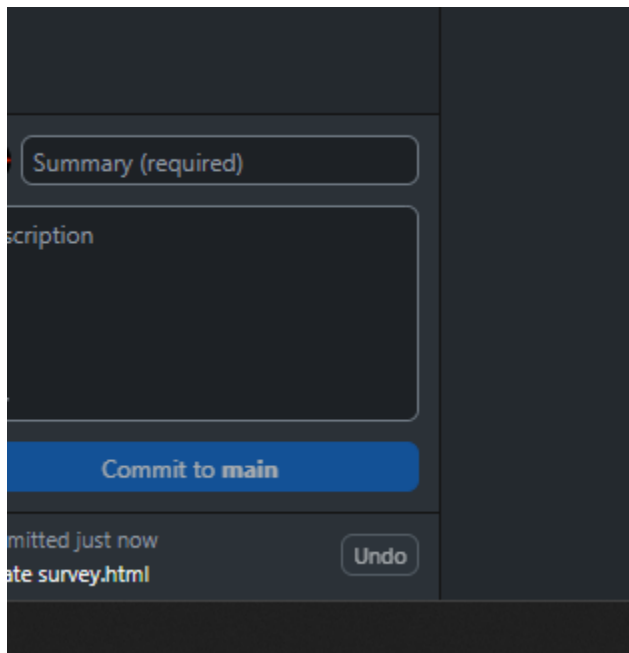 Summary (required)
scription
Commit to main
mitted just now
Undo
ate survey.html